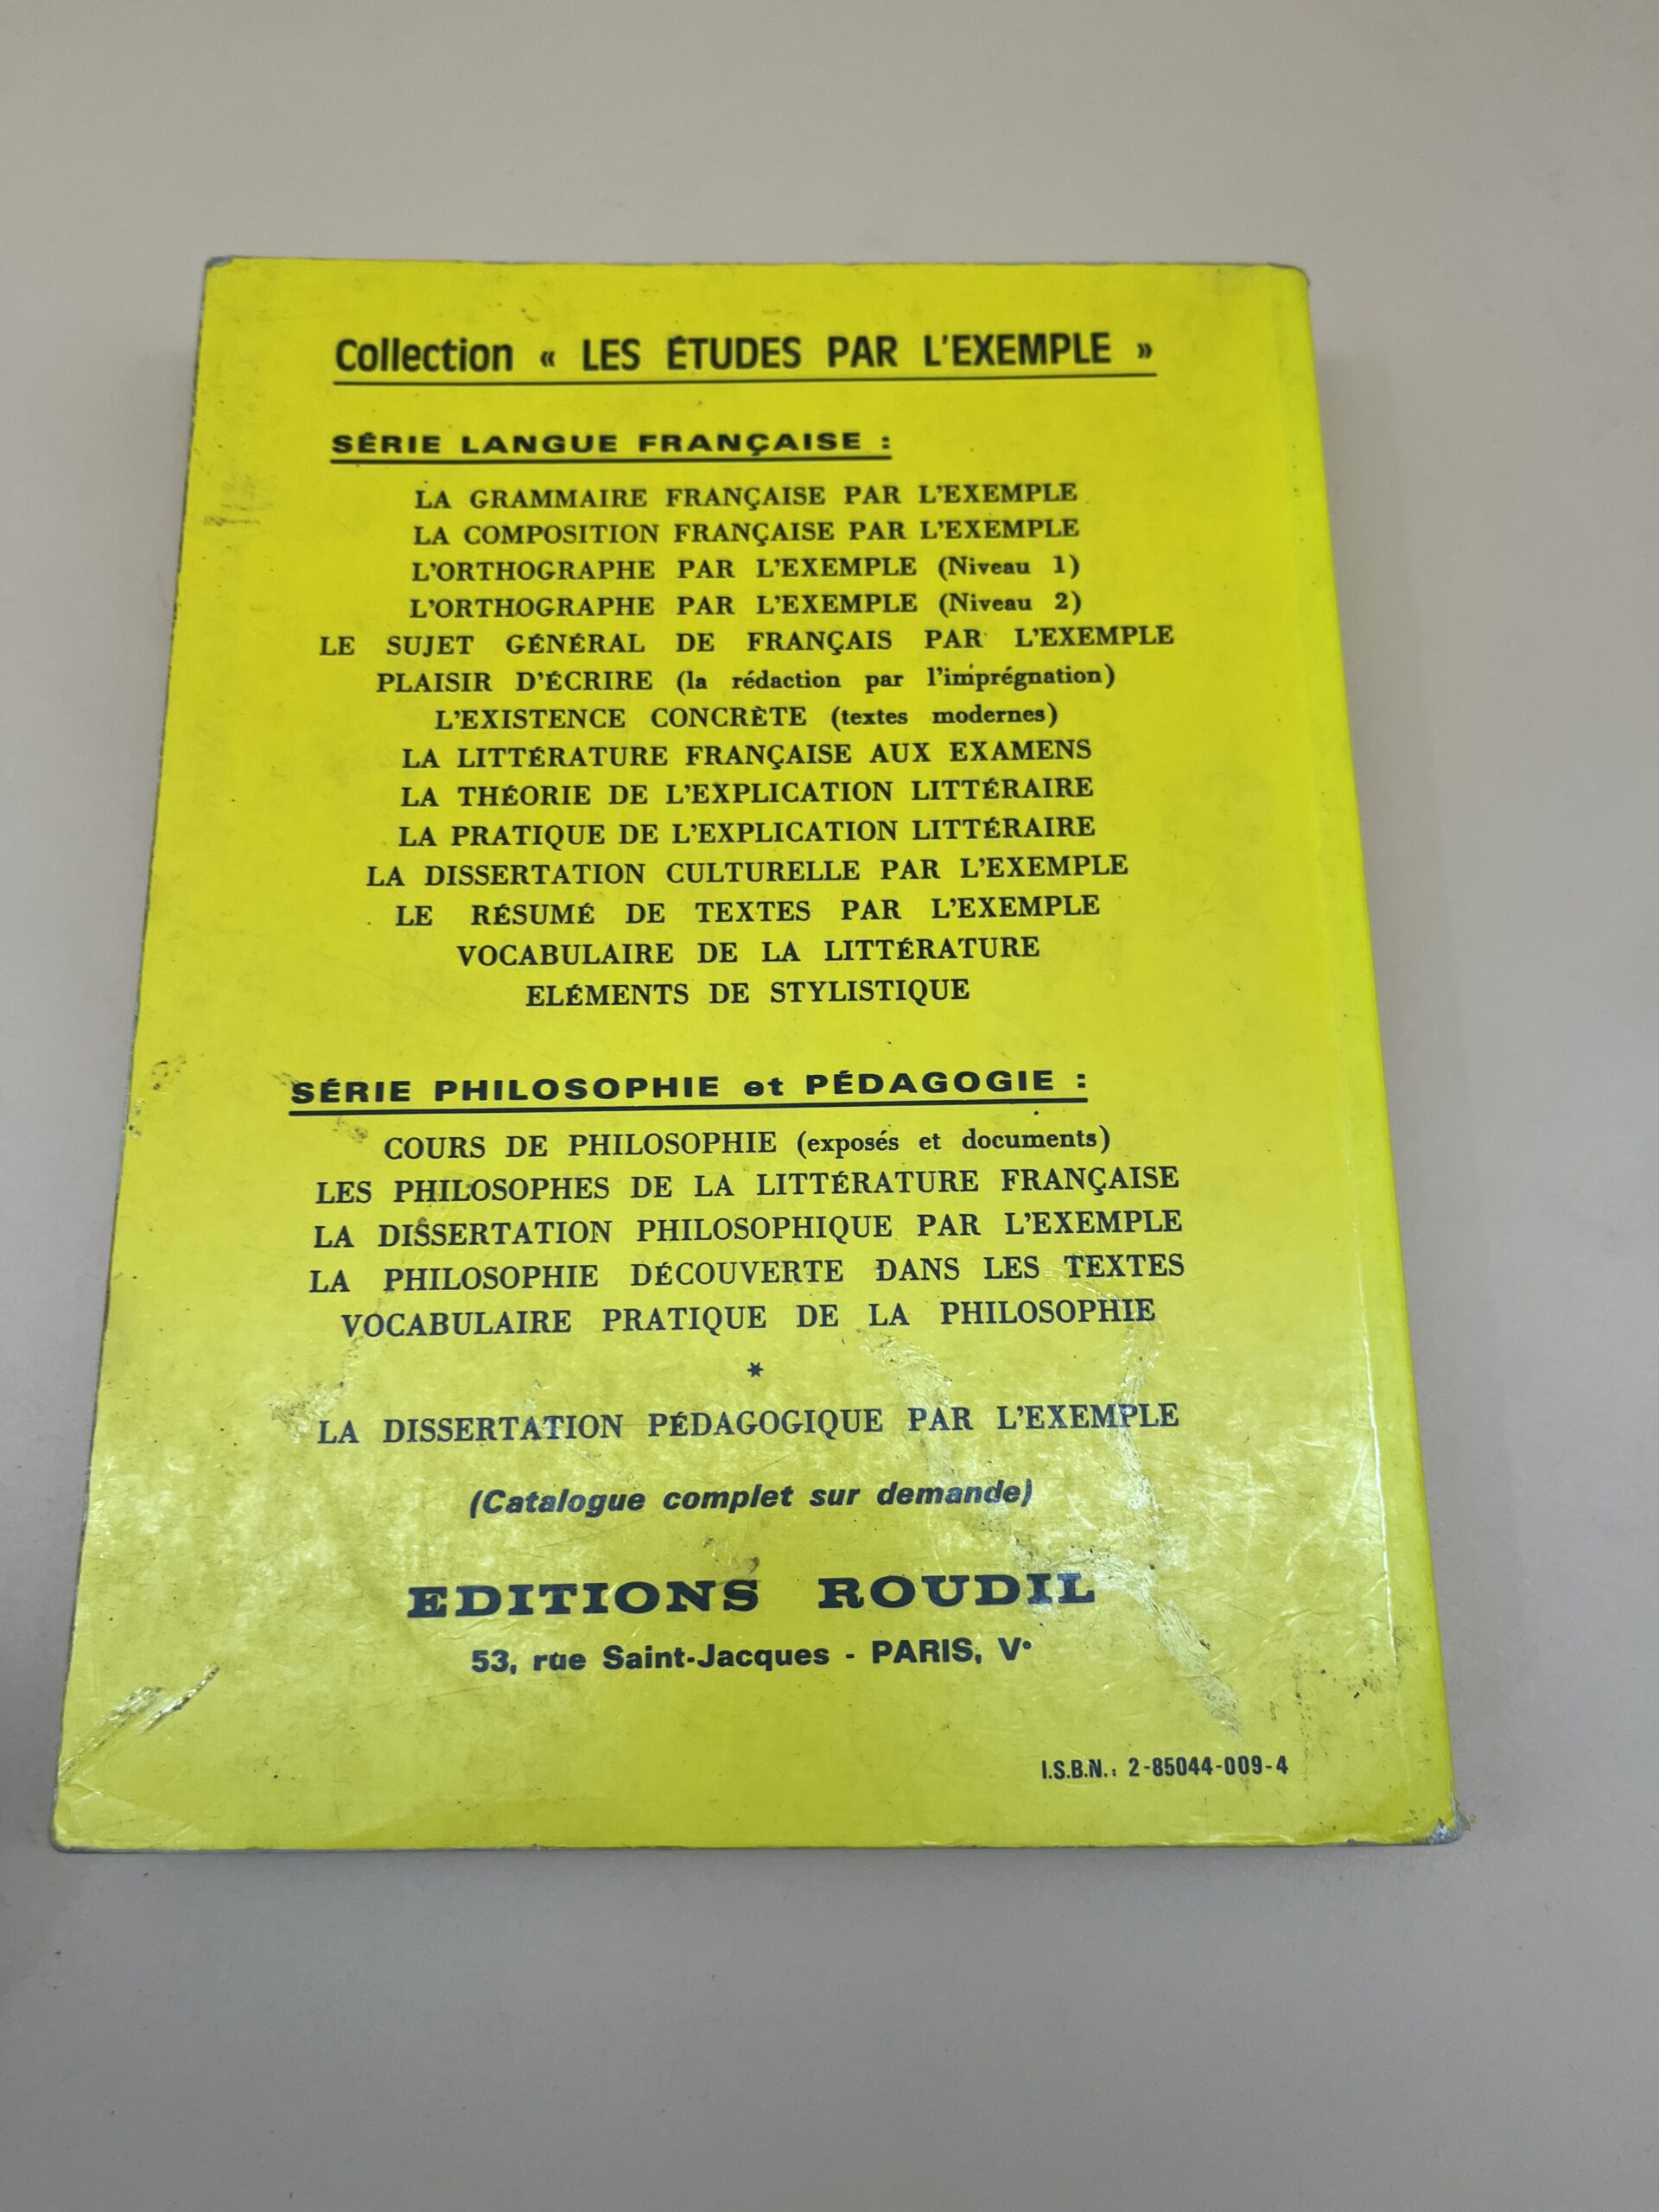 Collection « LES ÉTUDES PAR L'EXEMPLE »
SÉRIE LANGUE FRANÇAISE :
LA GRAMMAIRE FRANÇAISE PAR L'EXEMPLE
LA COMPOSITION FRANÇAISE PAR L'EXEMPLE
L'ORTHOGRAPHE PAR L'EXEMPLE (Niveau 1)
L'ORTHOGRAPHE PAR L'EXEMPLE (Niveau 2)
LE SUJET GÉNÉRAL DE FRANÇAIS PAR L'EXEMPLE
PLAISIR D'ÉCRIRE (la rédaction par l'imprégnation)
L'EXISTENCE CONCRÈTE (textes modernes)
LA LITTÉRATURE FRANÇAISE AUX EXAMENS
LA THÉORIE DE L'EXPLICATION LITTÉRAIRE
LA PRATIQUE DE L'EXPLICATION LITTÉRAIRE
LA DISSERTATION CULTURELLE PAR L'EXEMPLE
LE RÉSUMÉ DE TEXTES PAR L'EXEMPLE
VOCABULAIRE DE LA LITTÉRATURE
ELÉMENTS DE STYLISTIQUE
SÉRIE PHILOSOPHIE et PÉDAGOGIE :
COURS DE PHILOSOPHIE (exposés et documents)
LES PHILOSOPHES DE LA LITTÉRATURE FRANÇAISE
LA DISSERTATION PHILOSOPHIQUE PAR L'EXEMPLE
LA PHILOSOPHIE DÉCOUVERTE DANS LES TEXTES
VOCABULAIRE PRATIQUE DE LA PHILOSOPHIE
*
LA DISSERTATION PÉDAGOGIQUE PAR L'EXEMPLE
(Catalogue complet sur demande)
EDITIONS ROUDIL
53, rue Saint-Jacques - PARIS, Vᵉ
I.S.B.N.: 2-85044-009-4